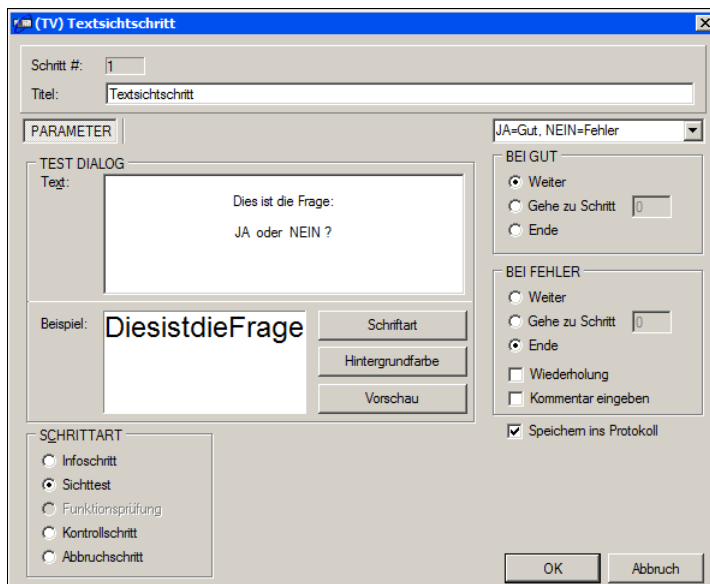 (TV) Textsichtschritt
Schritt #: 1
Titel: Textsichtschritt
PARAMETER
JA=Gut, NEIN=Fehler
TEST DIALOG
Text:
Dies ist die Frage:
JA oder NEIN ?
Beispiel:
DiesistdieFrage
Schriftart
Hintergrundfarbe
Vorschau
SCHRITTART
Infoschritt
Sichttest
Funktionsprüfung
Kontrollschritt
Abbruchschritt
BEI GUT
Weiter
Gehe zu Schritt 0
Ende
BEI FEHLER
Weiter
Gehe zu Schritt 0
Ende
Wiederholung
Kommentar eingeben
Speichern ins Protokoll
OK
Abbruch